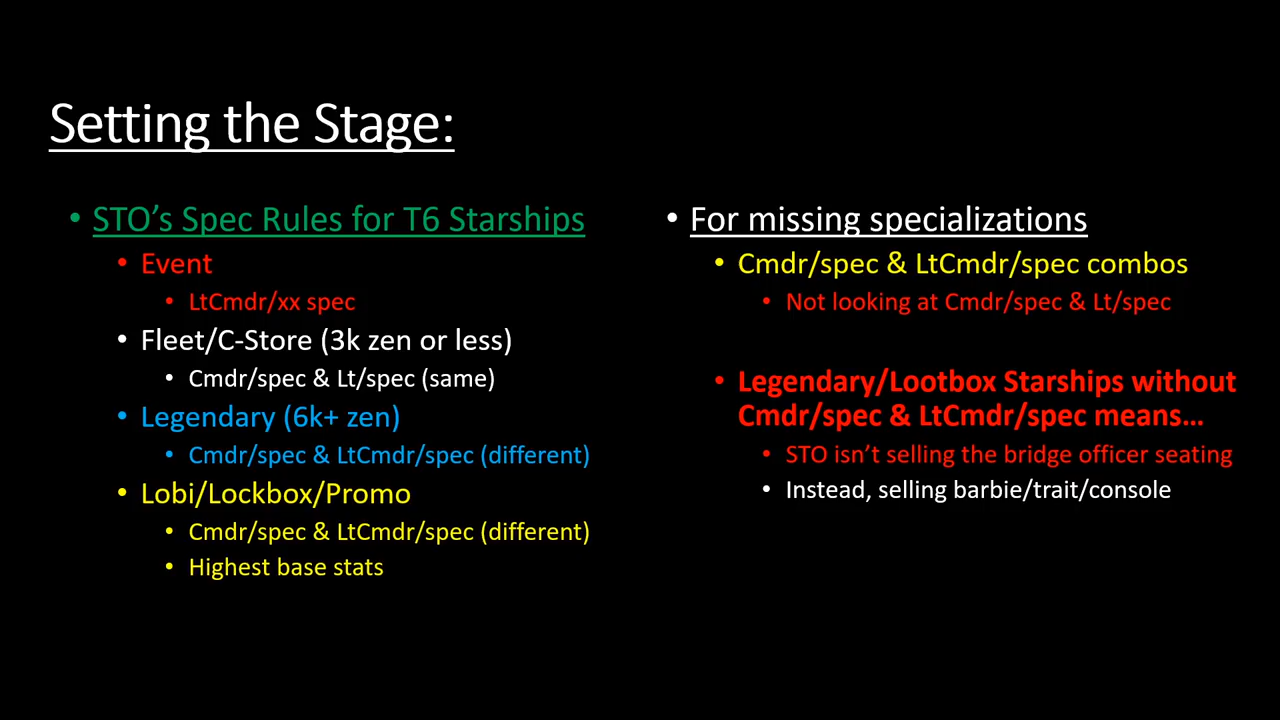 Setting the Stage:
• STO’s Spec Rules for T6 Starships
• Event
• LtCmdr/xx spec
• Fleet/C-Store (3k zen or less)
• Cmdr/spec & Lt/spec (same)
• Legendary (6k+ zen)
• Cmdr/spec & LtCmdr/spec (different)
• Lobi/Lockbox/Promo
• Cmdr/spec & LtCmdr/spec (different)
• Highest base stats
• For missing specializations
• Cmdr/spec & LtCmdr/spec combos
• Not looking at Cmdr/spec & Lt/spec
• Legendary/Lootbox Starships without
Cmdr/spec & LtCmdr/spec means…
• STO isn’t selling the bridge officer seating
• Instead, selling barbie/trait/console